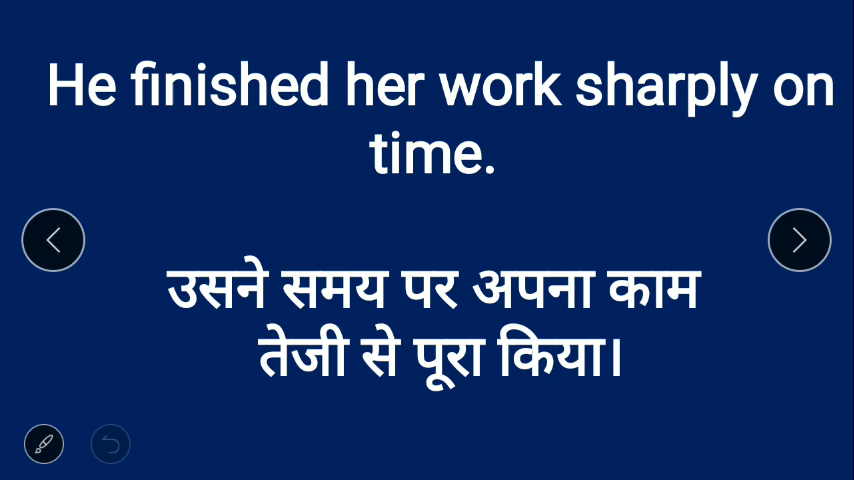 He finished her work sharply on
time.
उसने समय पर अपना काम
तेजी से पूरा किया।